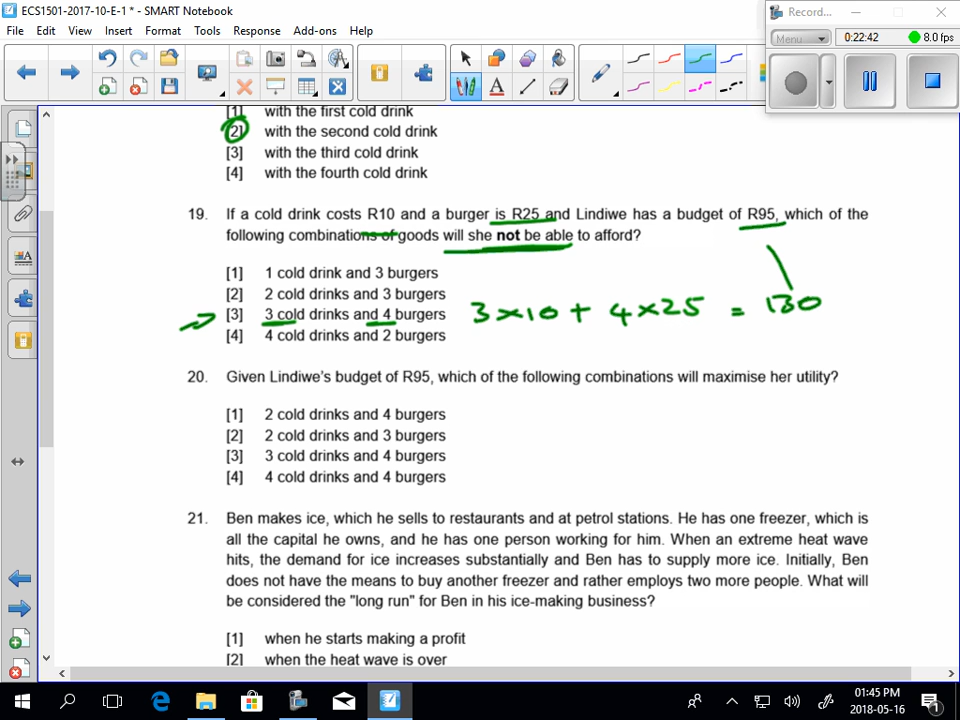 ECS1501-2017-10-E-1 * - SMART Notebook
File Edit View Insert Format Tools Response Add-ons Help
Record...
Menu
0:22:42
8.0 fps
[1] with the first cold drink
[2] with the second cold drink
[3] with the third cold drink
[4] with the fourth cold drink
19. If a cold drink costs R10 and a burger is R25 and Lindiwe has a budget of R95, which of the
following combinations of goods will she not be able to afford?
[1] 1 cold drink and 3 burgers
[2] 2 cold drinks and 3 burgers
[3] 3 cold drinks and 4 burgers 3×10 + 4×25 = 130
[4] 4 cold drinks and 2 burgers
20. Given Lindiwe's budget of R95, which of the following combinations will maximise her utility?
[1] 2 cold drinks and 4 burgers
[2] 2 cold drinks and 3 burgers
[3] 3 cold drinks and 4 burgers
[4] 4 cold drinks and 4 burgers
21. Ben makes ice, which he sells to restaurants and at petrol stations. He has one freezer, which is
all the capital he owns, and he has one person working for him. When an extreme heat wave
hits, the demand for ice increases substantially and Ben has to supply more ice. Initially, Ben
does not have the means to buy another freezer and rather employs two more people. What will
be considered the "long run" for Ben in his ice-making business?
[1] when he starts making a profit
[2] when the heat wave is over
01:45 PM
2018-05-16
1